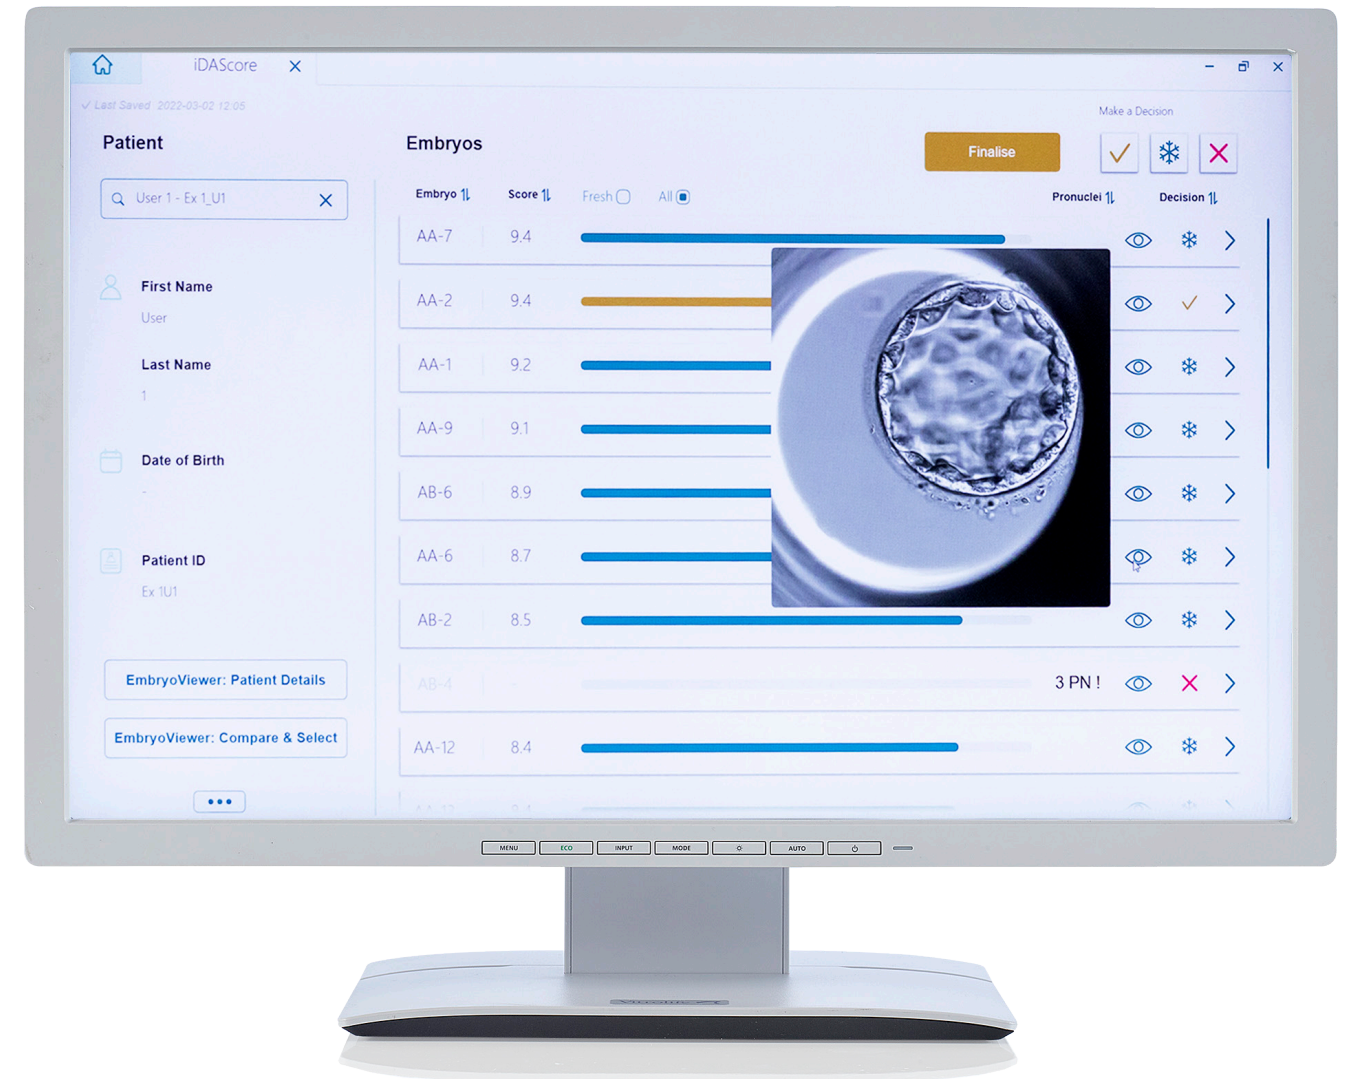 iDAScore
Last Saved 2022-03-02 12:05
Make a Decision
Patient
Embryos
Finalise
User 1 - Ex 1_U1
Embryo Score Fresh All Pronuclei Decision
AA-7 9.4
AA-2 9.4
AA-1 9.2
AA-9 9.1
AB-6 8.9
AA-6 8.7
AB-2 8.5
AB-4 - 3 PN !
AA-12 8.4
First Name
User
Last Name
1
Date of Birth
-
Patient ID
Ex 1U1
EmbryoViewer: Patient Details
EmbryoViewer: Compare & Select
MENU ECO INPUT MODE AUTO